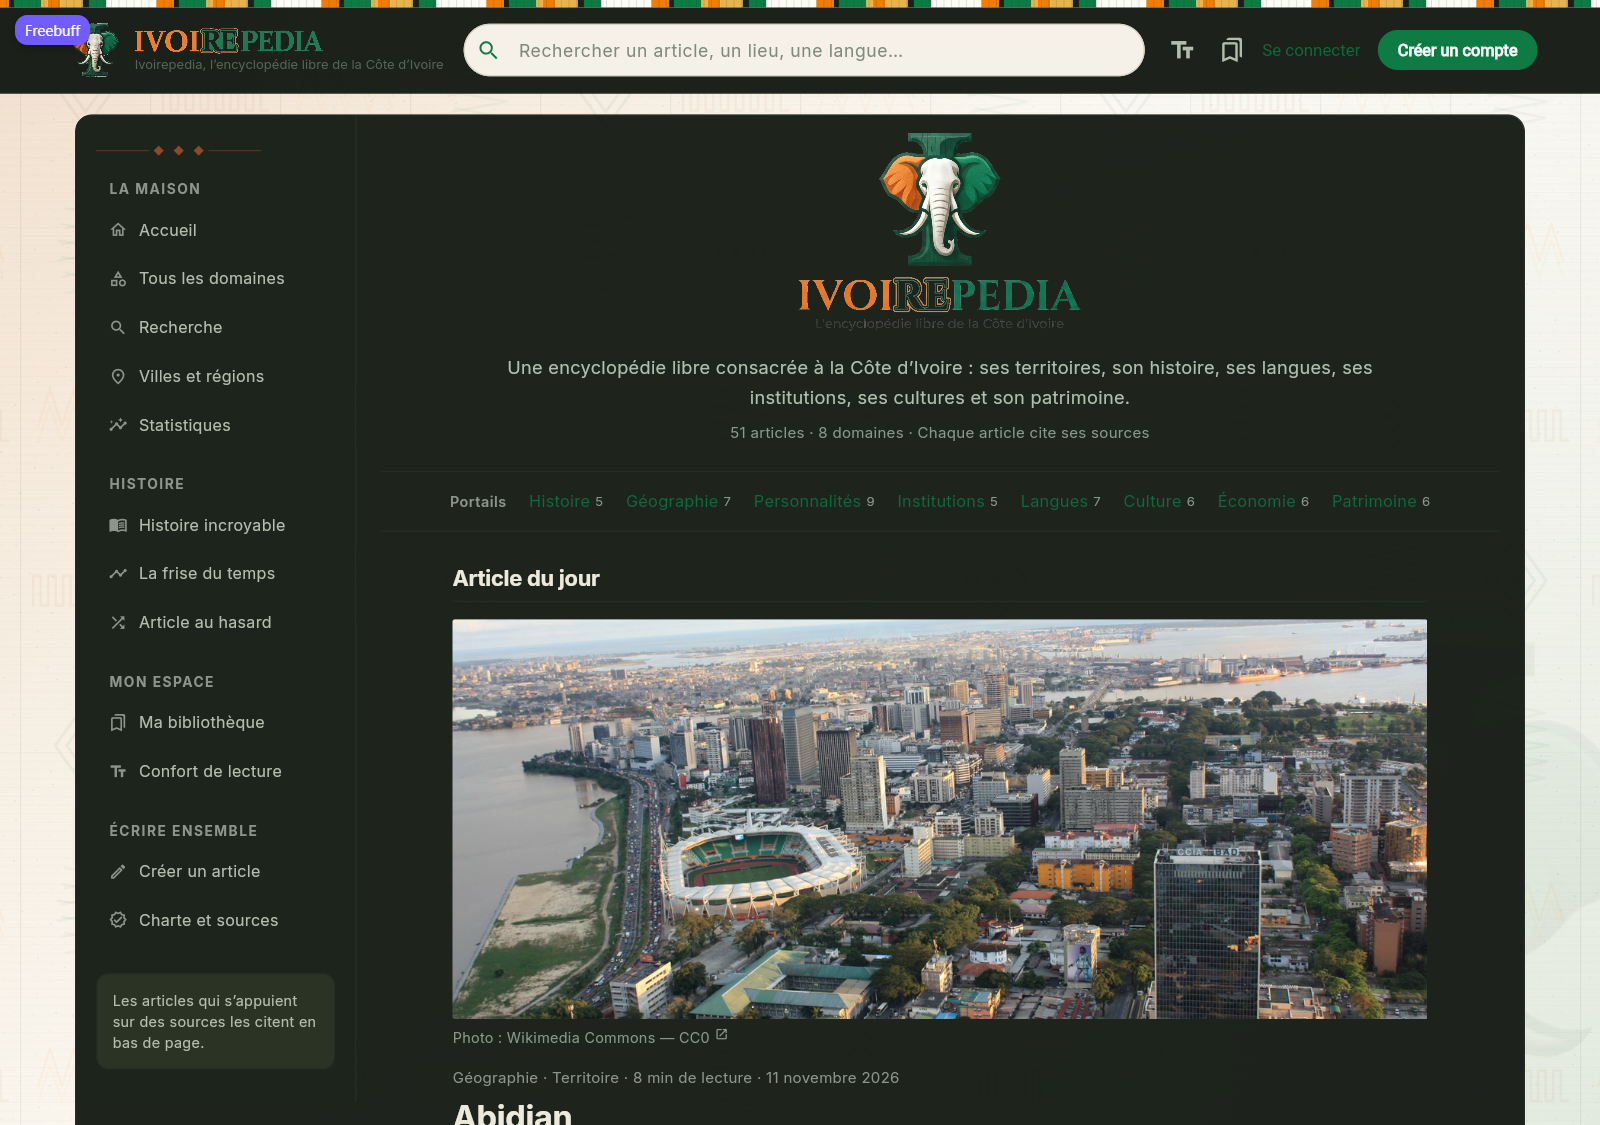 Freebuff
IVOIREPEDIA
Ivoirepedia, l'encyclopédie libre de la Côte d'Ivoire
Rechercher un article, un lieu, une langue...
Se connecter
Créer un compte
LA MAISON
Accueil
Tous les domaines
Recherche
Villes et régions
Statistiques
HISTOIRE
Histoire incroyable
La frise du temps
Article au hasard
MON ESPACE
Ma bibliothèque
Confort de lecture
ÉCRIRE ENSEMBLE
Créer un article
Charte et sources
Les articles qui s'appuient
sur des sources les citent en
bas de page.
IVOIREPEDIA
L'encyclopédie libre de la Côte d'Ivoire
Une encyclopédie libre consacrée à la Côte d'Ivoire : ses territoires, son histoire, ses langues, ses
institutions, ses cultures et son patrimoine.
51 articles · 8 domaines · Chaque article cite ses sources
Portails Histoire 5 Géographie 7 Personnalités 9 Institutions 5 Langues 7 Culture 6 Économie 6 Patrimoine 6
Article du jour
CCIA BAD
Photo : Wikimedia Commons — CC0
Géographie · Territoire · 8 min de lecture · 11 novembre 2026
Abidjan